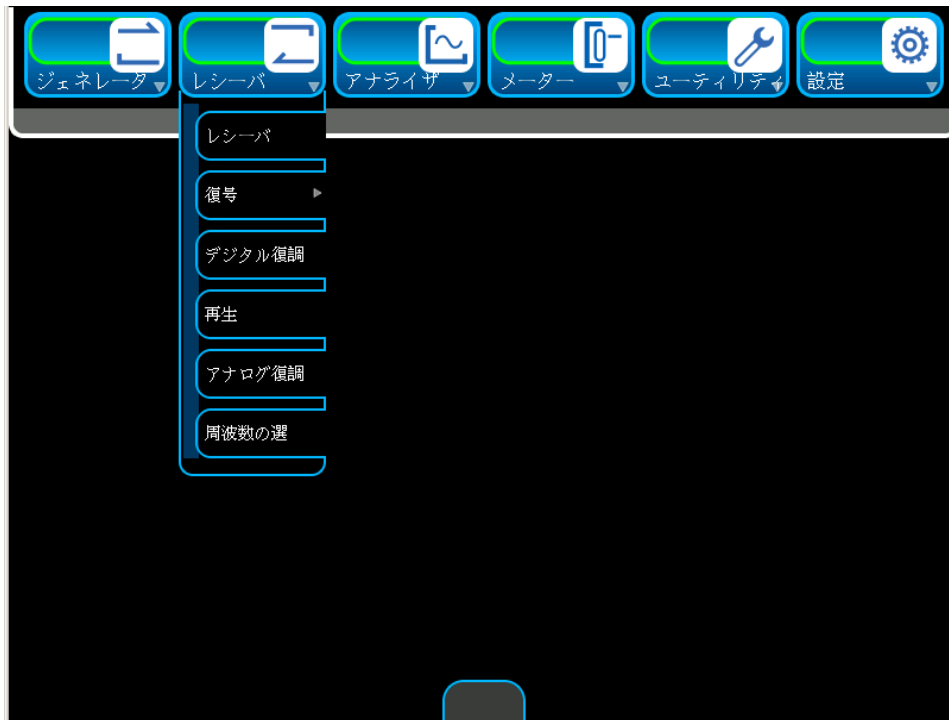 ジェネレータ
レシーバ
アナライザ
メーター
ユーティリティ
設定
レシーバ
復号
デジタル復調
再生
アナログ復調
周波数の選